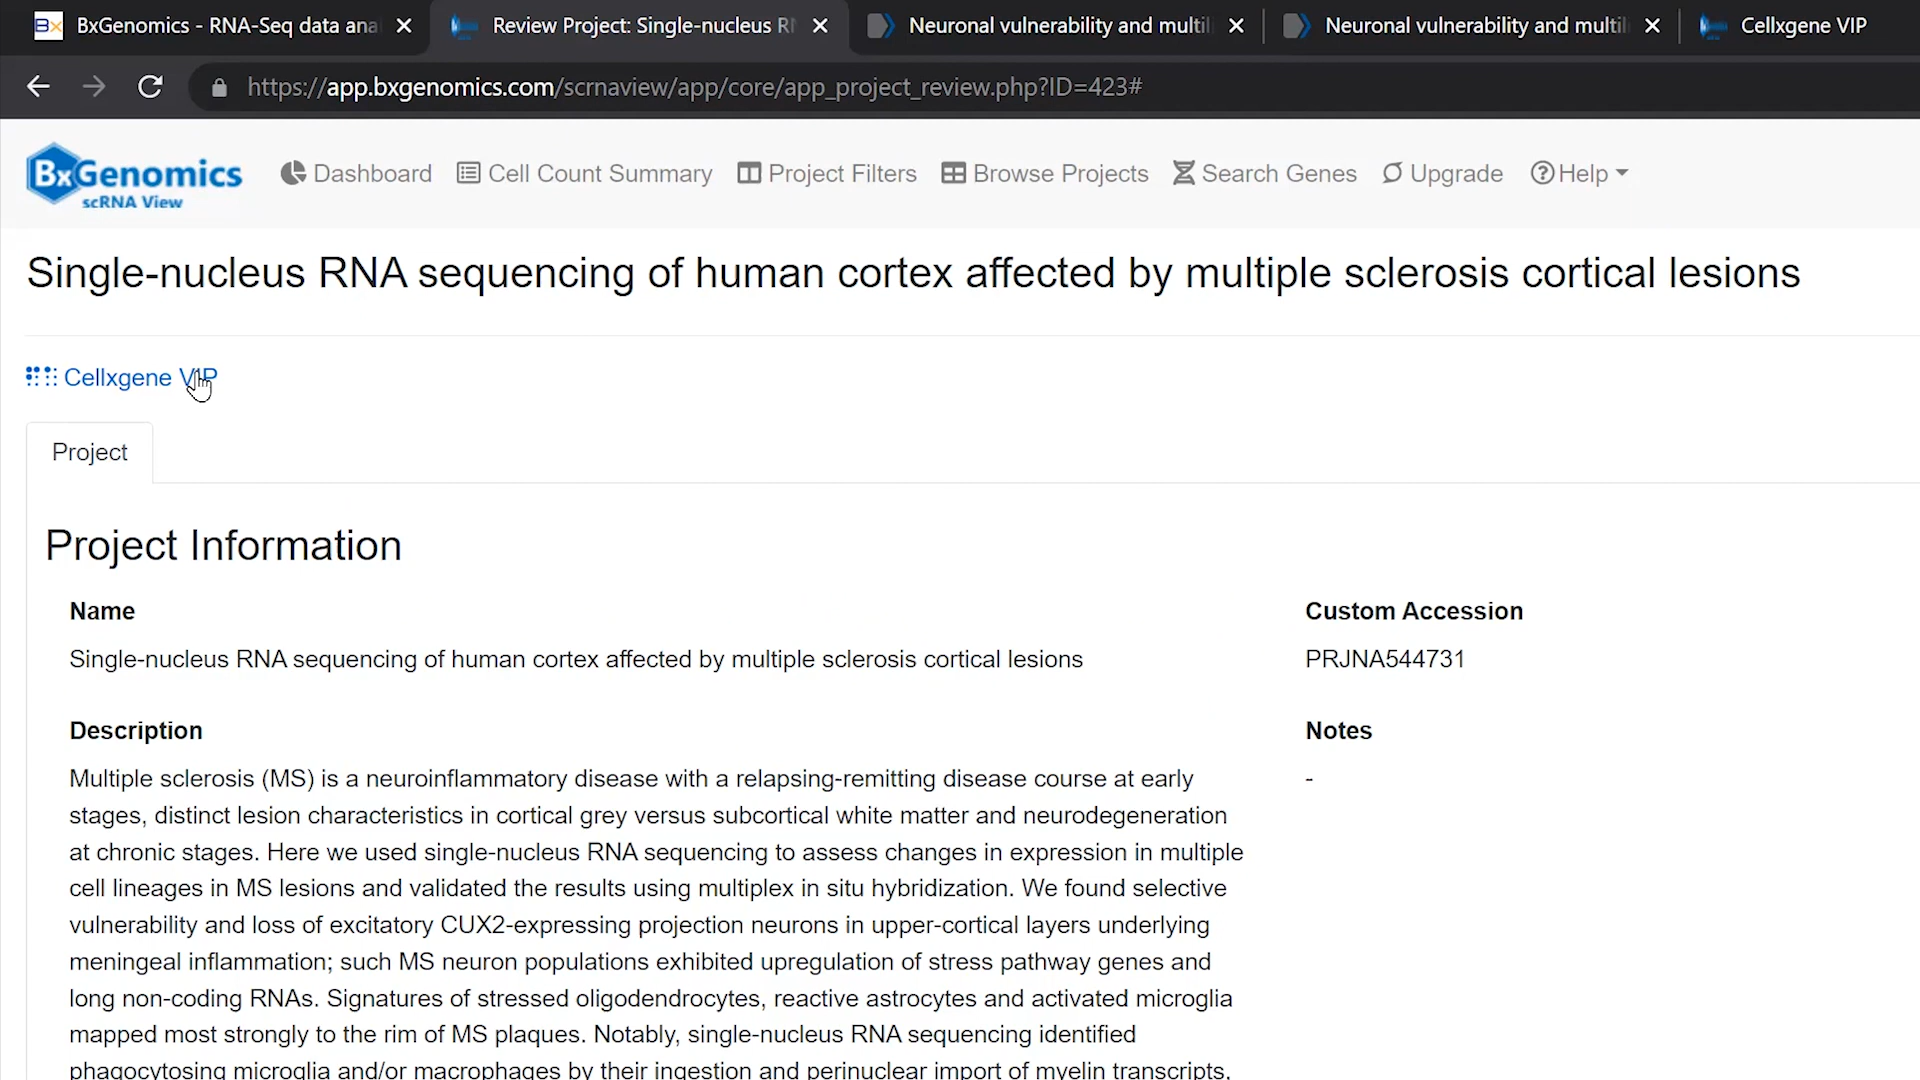 BxGenomics - RNA-Seq data ana
Review Project: Single-nucleus R
Neuronal vulnerability and multil
Neuronal vulnerability and multil
Cellxgene VIP
https://app.bxgenomics.com/scrnaview/app/core/app_project_review.php?ID=423#
BxGenomics
scRNA View
Dashboard
Cell Count Summary
Project Filters
Browse Projects
Search Genes
Upgrade
Help
Single-nucleus RNA sequencing of human cortex affected by multiple sclerosis cortical lesions
Cellxgene VIP
Project
Project Information
Name
Single-nucleus RNA sequencing of human cortex affected by multiple sclerosis cortical lesions
Custom Accession
PRJNA544731
Description
Multiple sclerosis (MS) is a neuroinflammatory disease with a relapsing-remitting disease course at early
stages, distinct lesion characteristics in cortical grey versus subcortical white matter and neurodegeneration
at chronic stages. Here we used single-nucleus RNA sequencing to assess changes in expression in multiple
cell lineages in MS lesions and validated the results using multiplex in situ hybridization. We found selective
vulnerability and loss of excitatory CUX2-expressing projection neurons in upper-cortical layers underlying
meningeal inflammation; such MS neuron populations exhibited upregulation of stress pathway genes and
long non-coding RNAs. Signatures of stressed oligodendrocytes, reactive astrocytes and activated microglia
mapped most strongly to the rim of MS plaques. Notably, single-nucleus RNA sequencing identified
phagocytosing microglia and/or macrophages by their ingestion and perinuclear import of myelin transcripts,
Notes
-